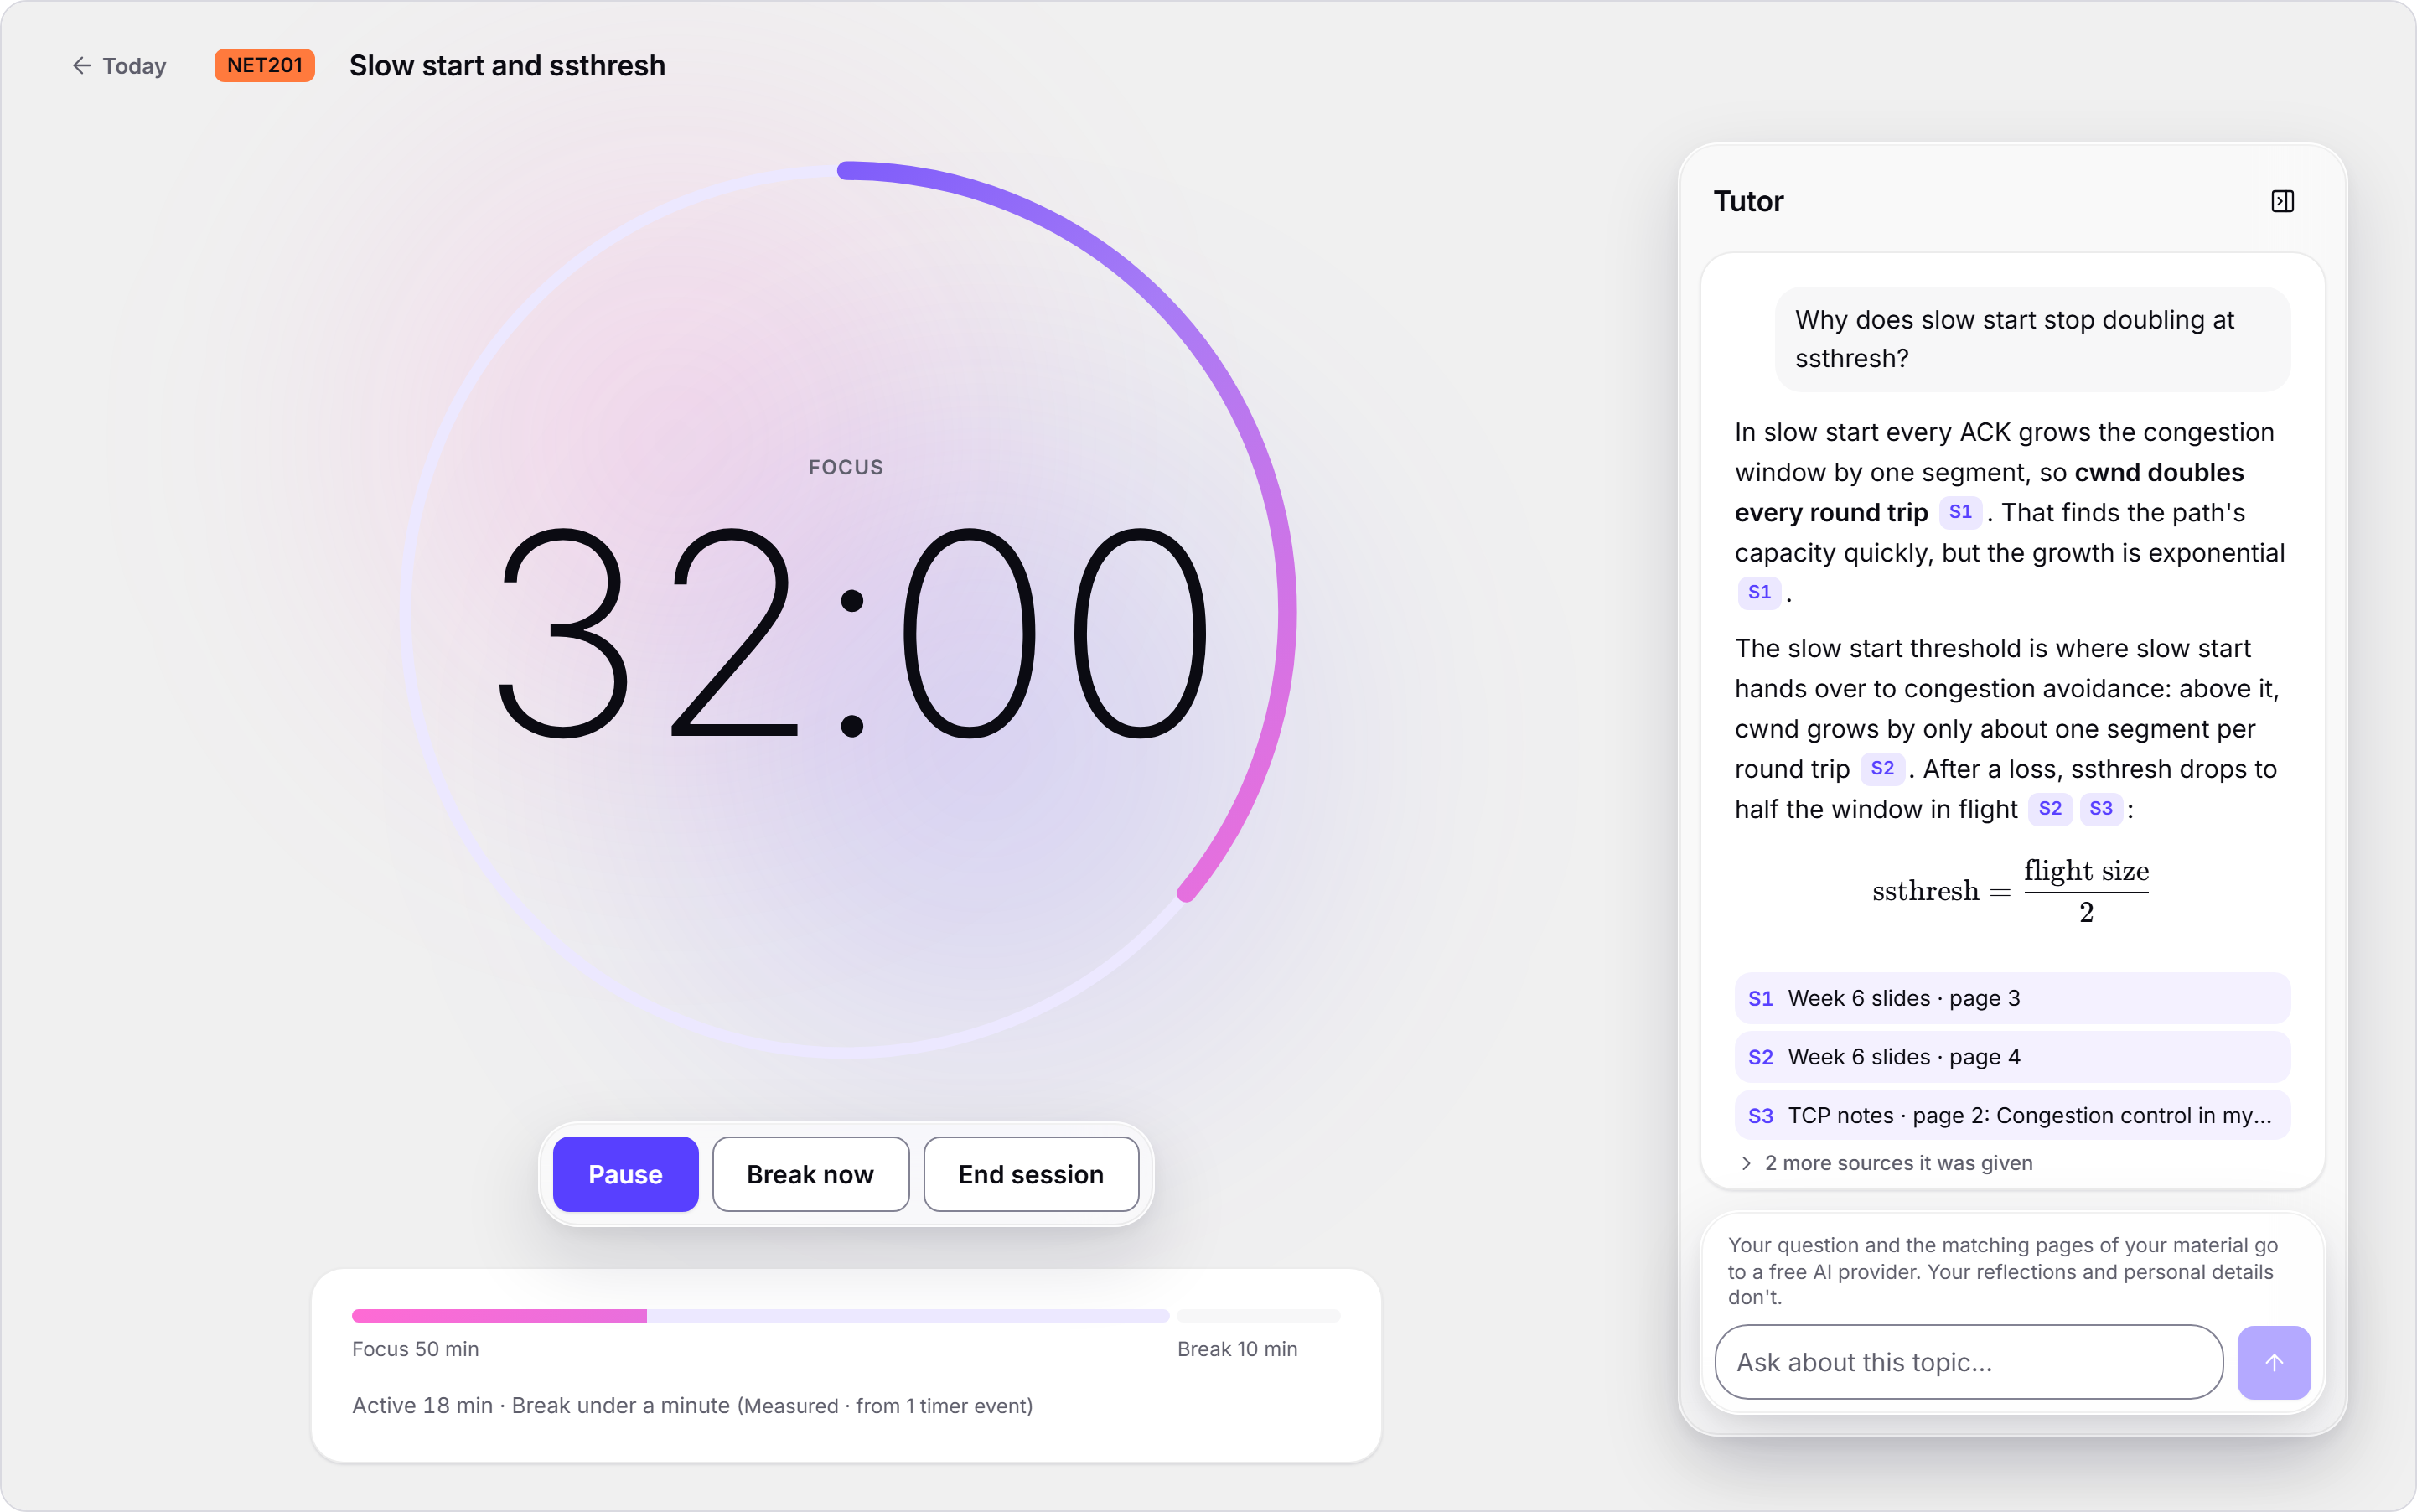 Today
NET201
Slow start and ssthresh
FOCUS
32:00
Pause
Break now
End session
Focus 50 min
Break 10 min
Active 18 min · Break under a minute (Measured · from 1 timer event)
Tutor
Why does slow start stop doubling at
ssthresh?
In slow start every ACK grows the congestion
window by one segment, so cwnd doubles
every round trip S1 . That finds the path's
capacity quickly, but the growth is exponential
S1 .
The slow start threshold is where slow start
hands over to congestion avoidance: above it,
cwnd grows by only about one segment per
round trip S2 . After a loss, ssthresh drops to
half the window in flight S2 S3 :
ssthresh = flight size
2
S1 Week 6 slides · page 3
S2 Week 6 slides · page 4
S3 TCP notes · page 2: Congestion control in my...
2 more sources it was given
Your question and the matching pages of your material go
to a free AI provider. Your reflections and personal details
don't.
Ask about this topic...